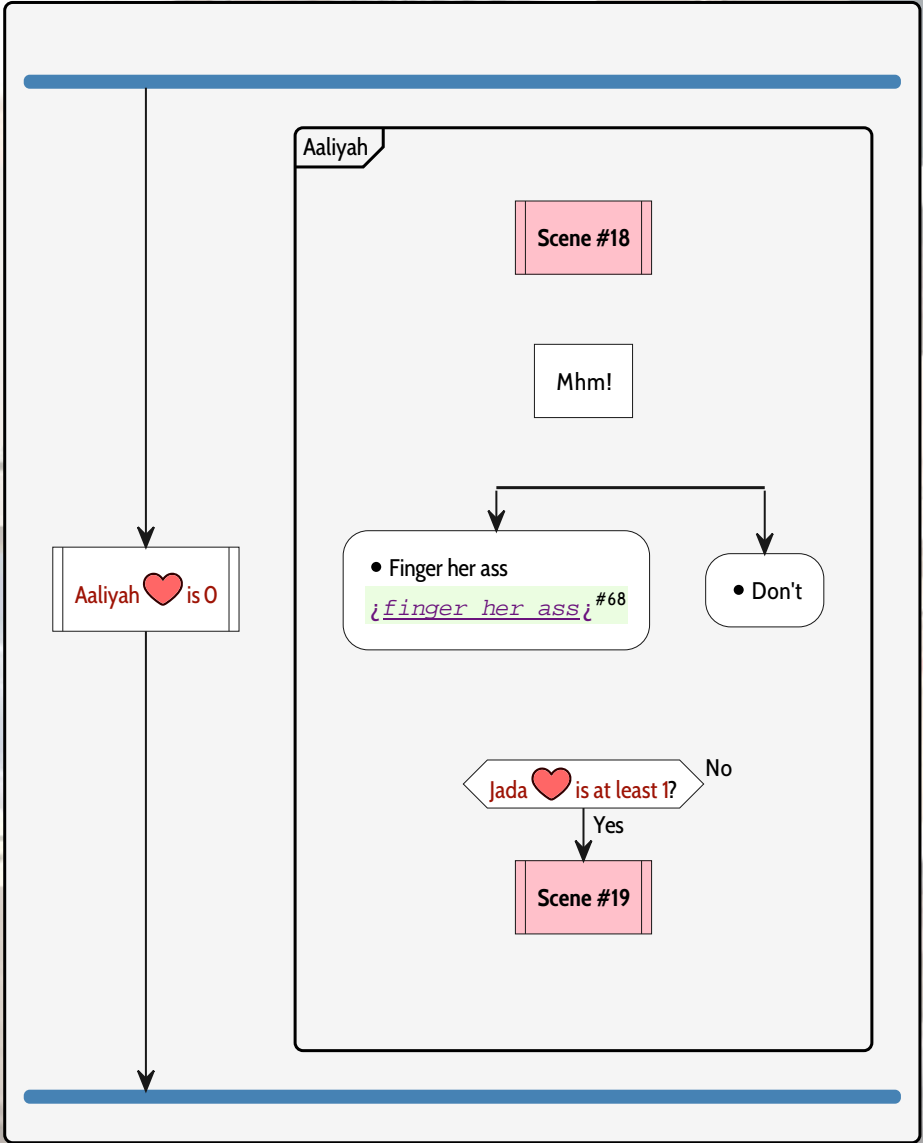 Aaliyah
Scene #18
Mhm!
• Finger her ass
¿finger her ass¿#68
• Don't
Aaliyah is 0
Jada is at least 1?
No
Yes
Scene #19